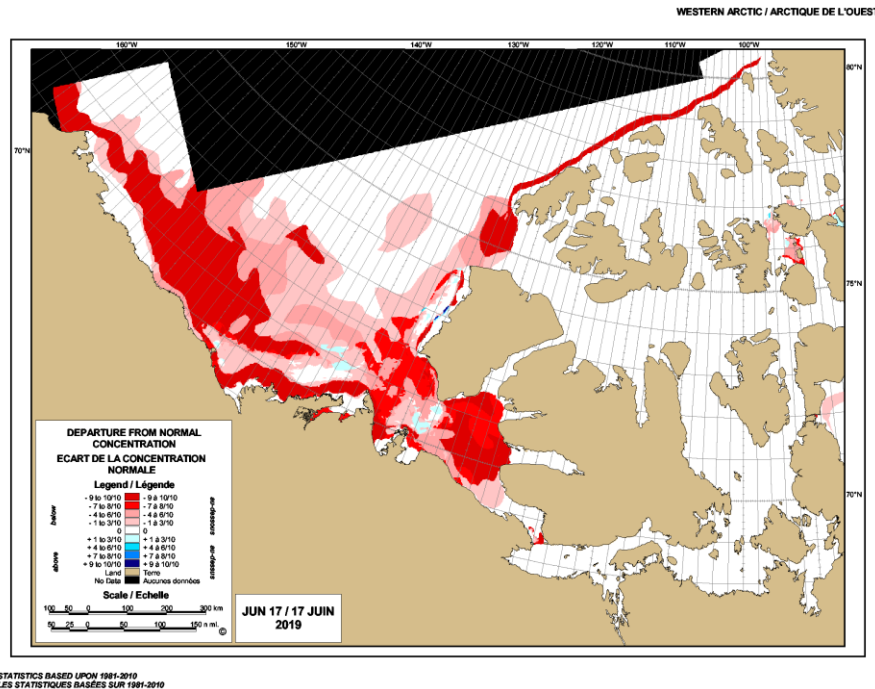 WESTERN ARCTIC / ARCTIQUE DE L'OUEST
160°W 150°W 140°W 130°W 120°W 110°W 100°W
80°N
70°N
75°N
70°N
DEPARTURE FROM NORMAL
CONCENTRATION
ECART DE LA CONCENTRATION
NORMALE
Legend / Légende
- 9 to 10/10 - 9 à 10/10
- 7 to 8/10 - 7 à 8/10
- 4 to 6/10 - 4 à 6/10
- 1 to 3/10 - 1 à 3/10
0 0
+ 1 to 3/10 + 1 à 3/10
+ 4 to 6/10 + 4 à 6/10
+ 7 to 8/10 + 7 à 8/10
+ 9 to 10/10 + 9 à 10/10
Land Terre
No Data Aucunes données
below
above
au-dessous
au-dessus
Scale / Echelle
100 50 0 100 200 300 km
50 25 0 50 100 150 n mi.
©
JUN 17 / 17 JUIN
2019
STATISTICS BASED UPON 1981-2010
LES STATISTIQUES BASÉES SUR 1981-2010